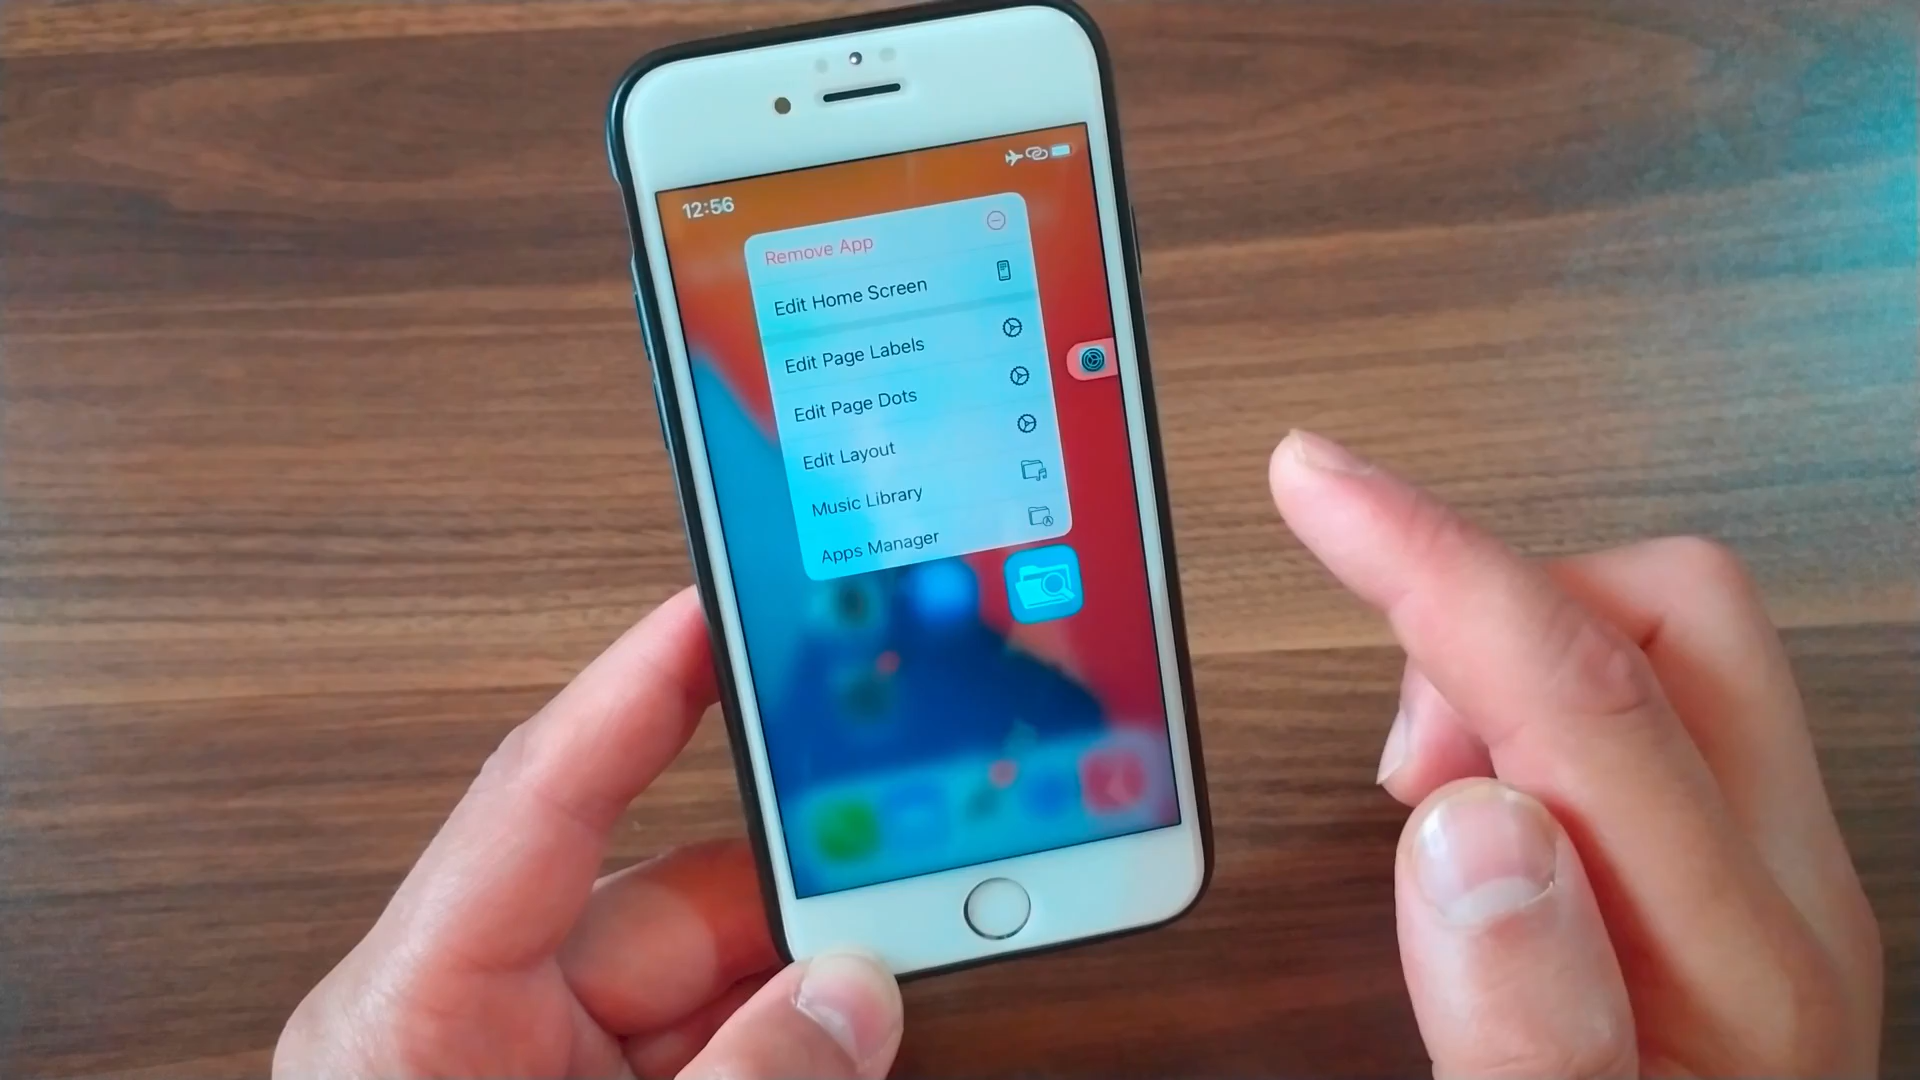 12:56
Remove App
Edit Home Screen
Edit Page Labels
Edit Page Dots
Edit Layout
Music Library
Apps Manager